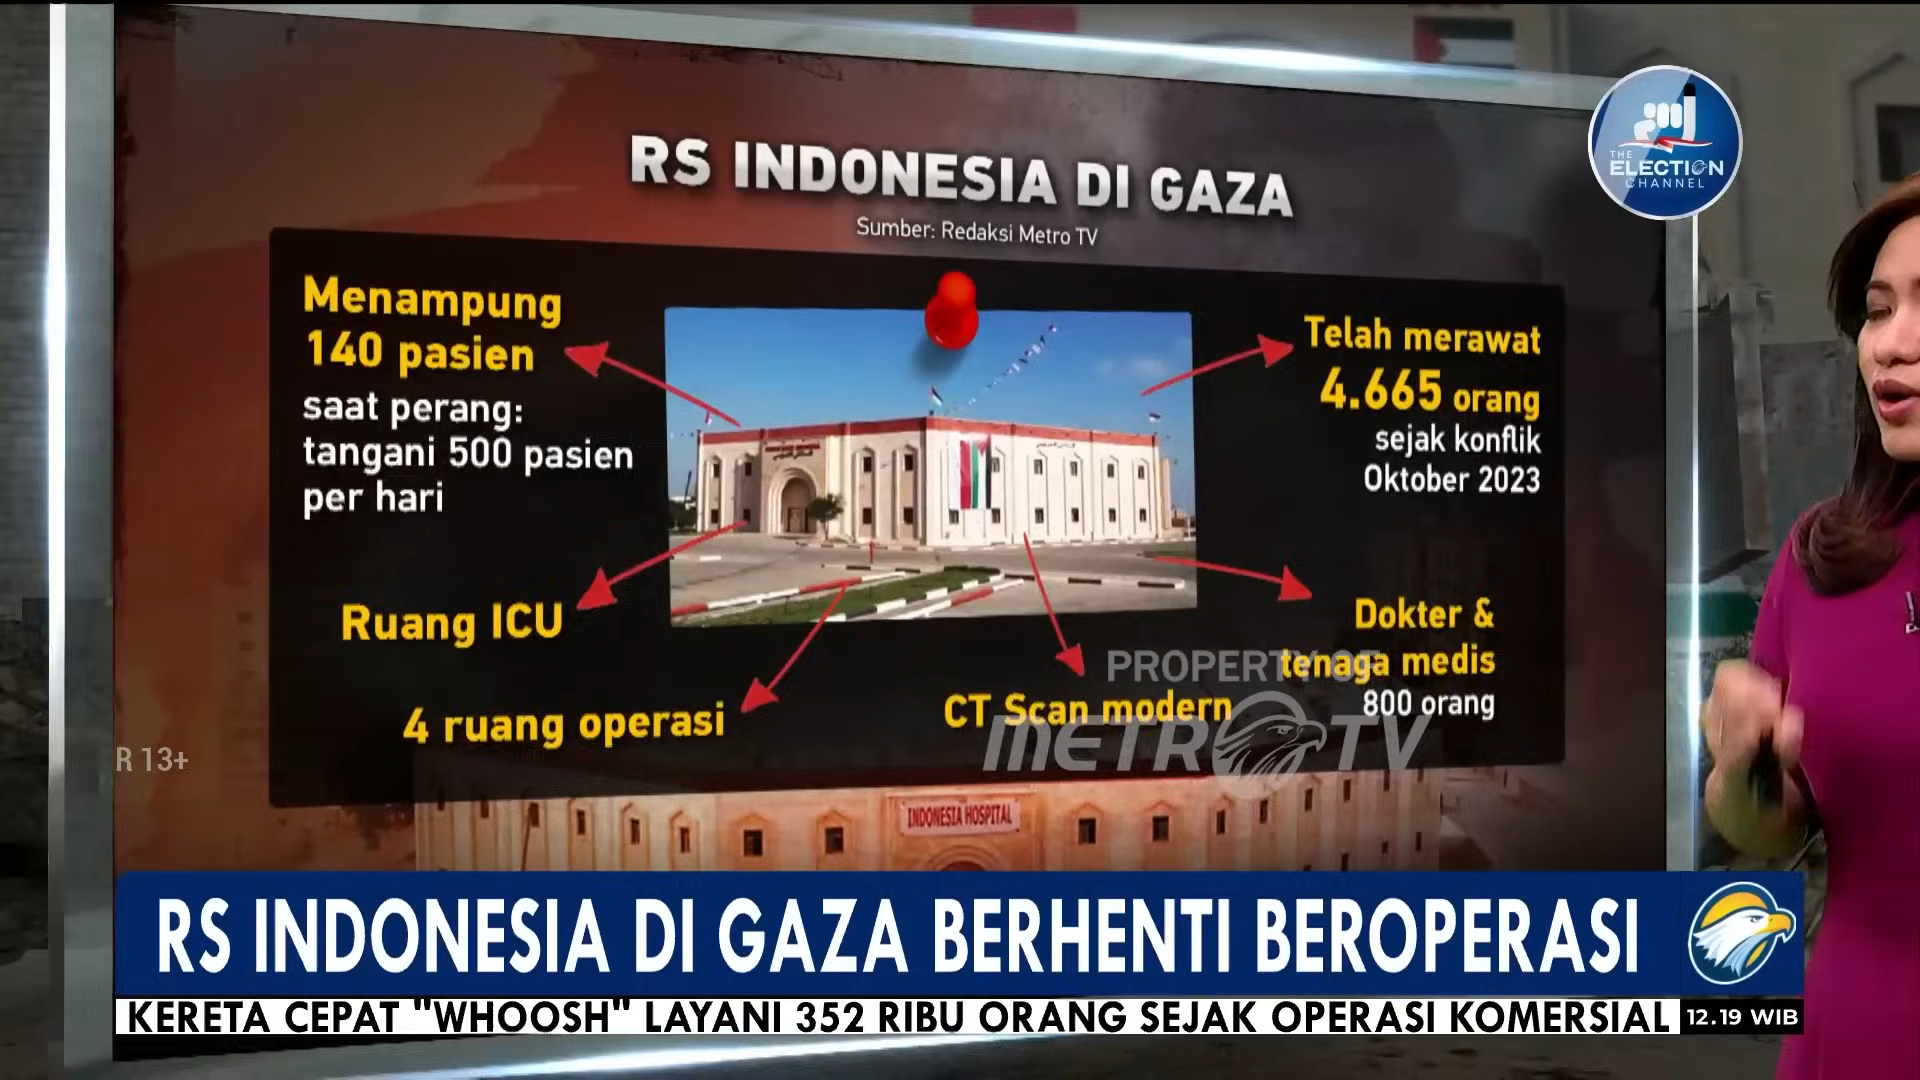 THE
ELECTION
CHANNEL
RS INDONESIA DI GAZA
Sumber: Redaksi Metro TV
Menampung
140 pasien
saat perang:
tangani 500 pasien
per hari
Telah merawat
4.665 orang
sejak konflik
Oktober 2023
Ruang ICU
4 ruang operasi
CT Scan modern
Dokter &
tenaga medis
800 orang
PROPERTY OF
METRO TV
R 13+
INDONESIA HOSPITAL
RS INDONESIA DI GAZA BERHENTI BEROPERASI
KERETA CEPAT "WHOOSH" LAYANI 352 RIBU ORANG SEJAK OPERASI KOMERSIAL
12.19 WIB